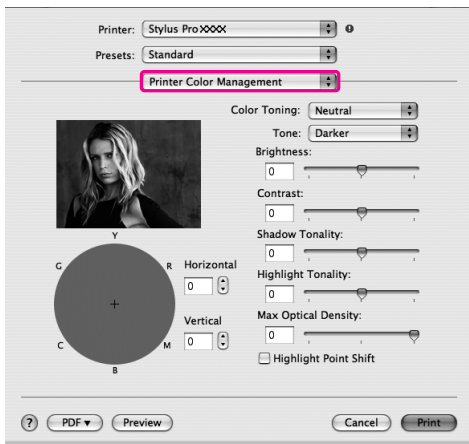 Printer: Stylus Pro XXXX
Presets: Standard
Printer Color Management
Color Toning: Neutral
Tone: Darker
Brightness:
0
Contrast:
0
Shadow Tonality:
0
Highlight Tonality:
0
Max Optical Density:
0
Highlight Point Shift
Y
G R
C M
B
Horizontal
0
Vertical
0
? PDF ▼ Preview Cancel Print